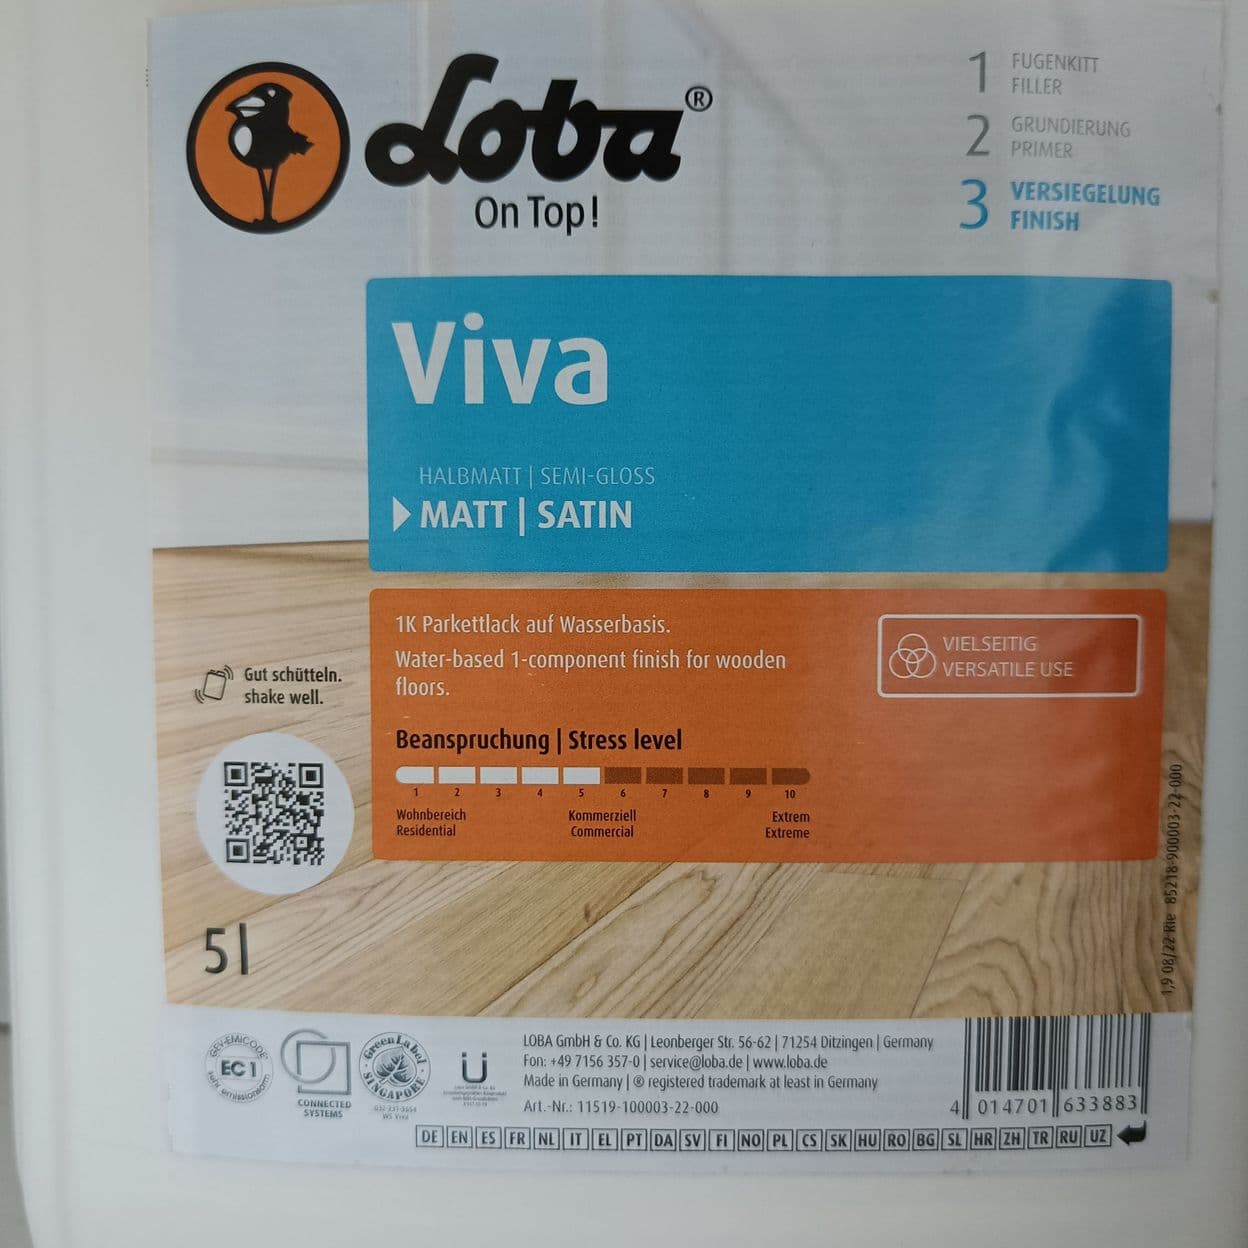 Loba®
On Top!
1 FUGENKITT
FILLER
2 GRUNDIERUNG
PRIMER
3 VERSIEGELUNG
FINISH
Viva
HALBMATT | SEMI-GLOSS
MATT | SATIN
1K Parkettlack auf Wasserbasis.
Water-based 1-component finish for wooden
floors.
VIELSEITIG
VERSATILE USE
Gut schütteln.
shake well.
Beanspruchung | Stress level
1 2 3 4 5 6 7 8 9 10
Wohnbereich Kommerziell Extrem
Residential Commercial Extreme
5 l
1,9 08/22 Rie 85218-900003-22-000
GEV-EMICODE
EC 1
CONNECTED
SYSTEMS
Green Label
SINGAPORE
Ü
LOBA GmbH & Co. KG | Leonberger Str. 56-62 | 71254 Ditzingen | Germany
Fon: +49 7156 357-0 | service@loba.de | www.loba.de
Made in Germany | ® registered trademark at least in Germany
Art.-Nr.: 11519-100003-22-000
4 014701 633883
DE EN ES FR NL IT EL PT DA SV FI NO PL CS SK HU RO BG SL HR ZH TR RU UZ